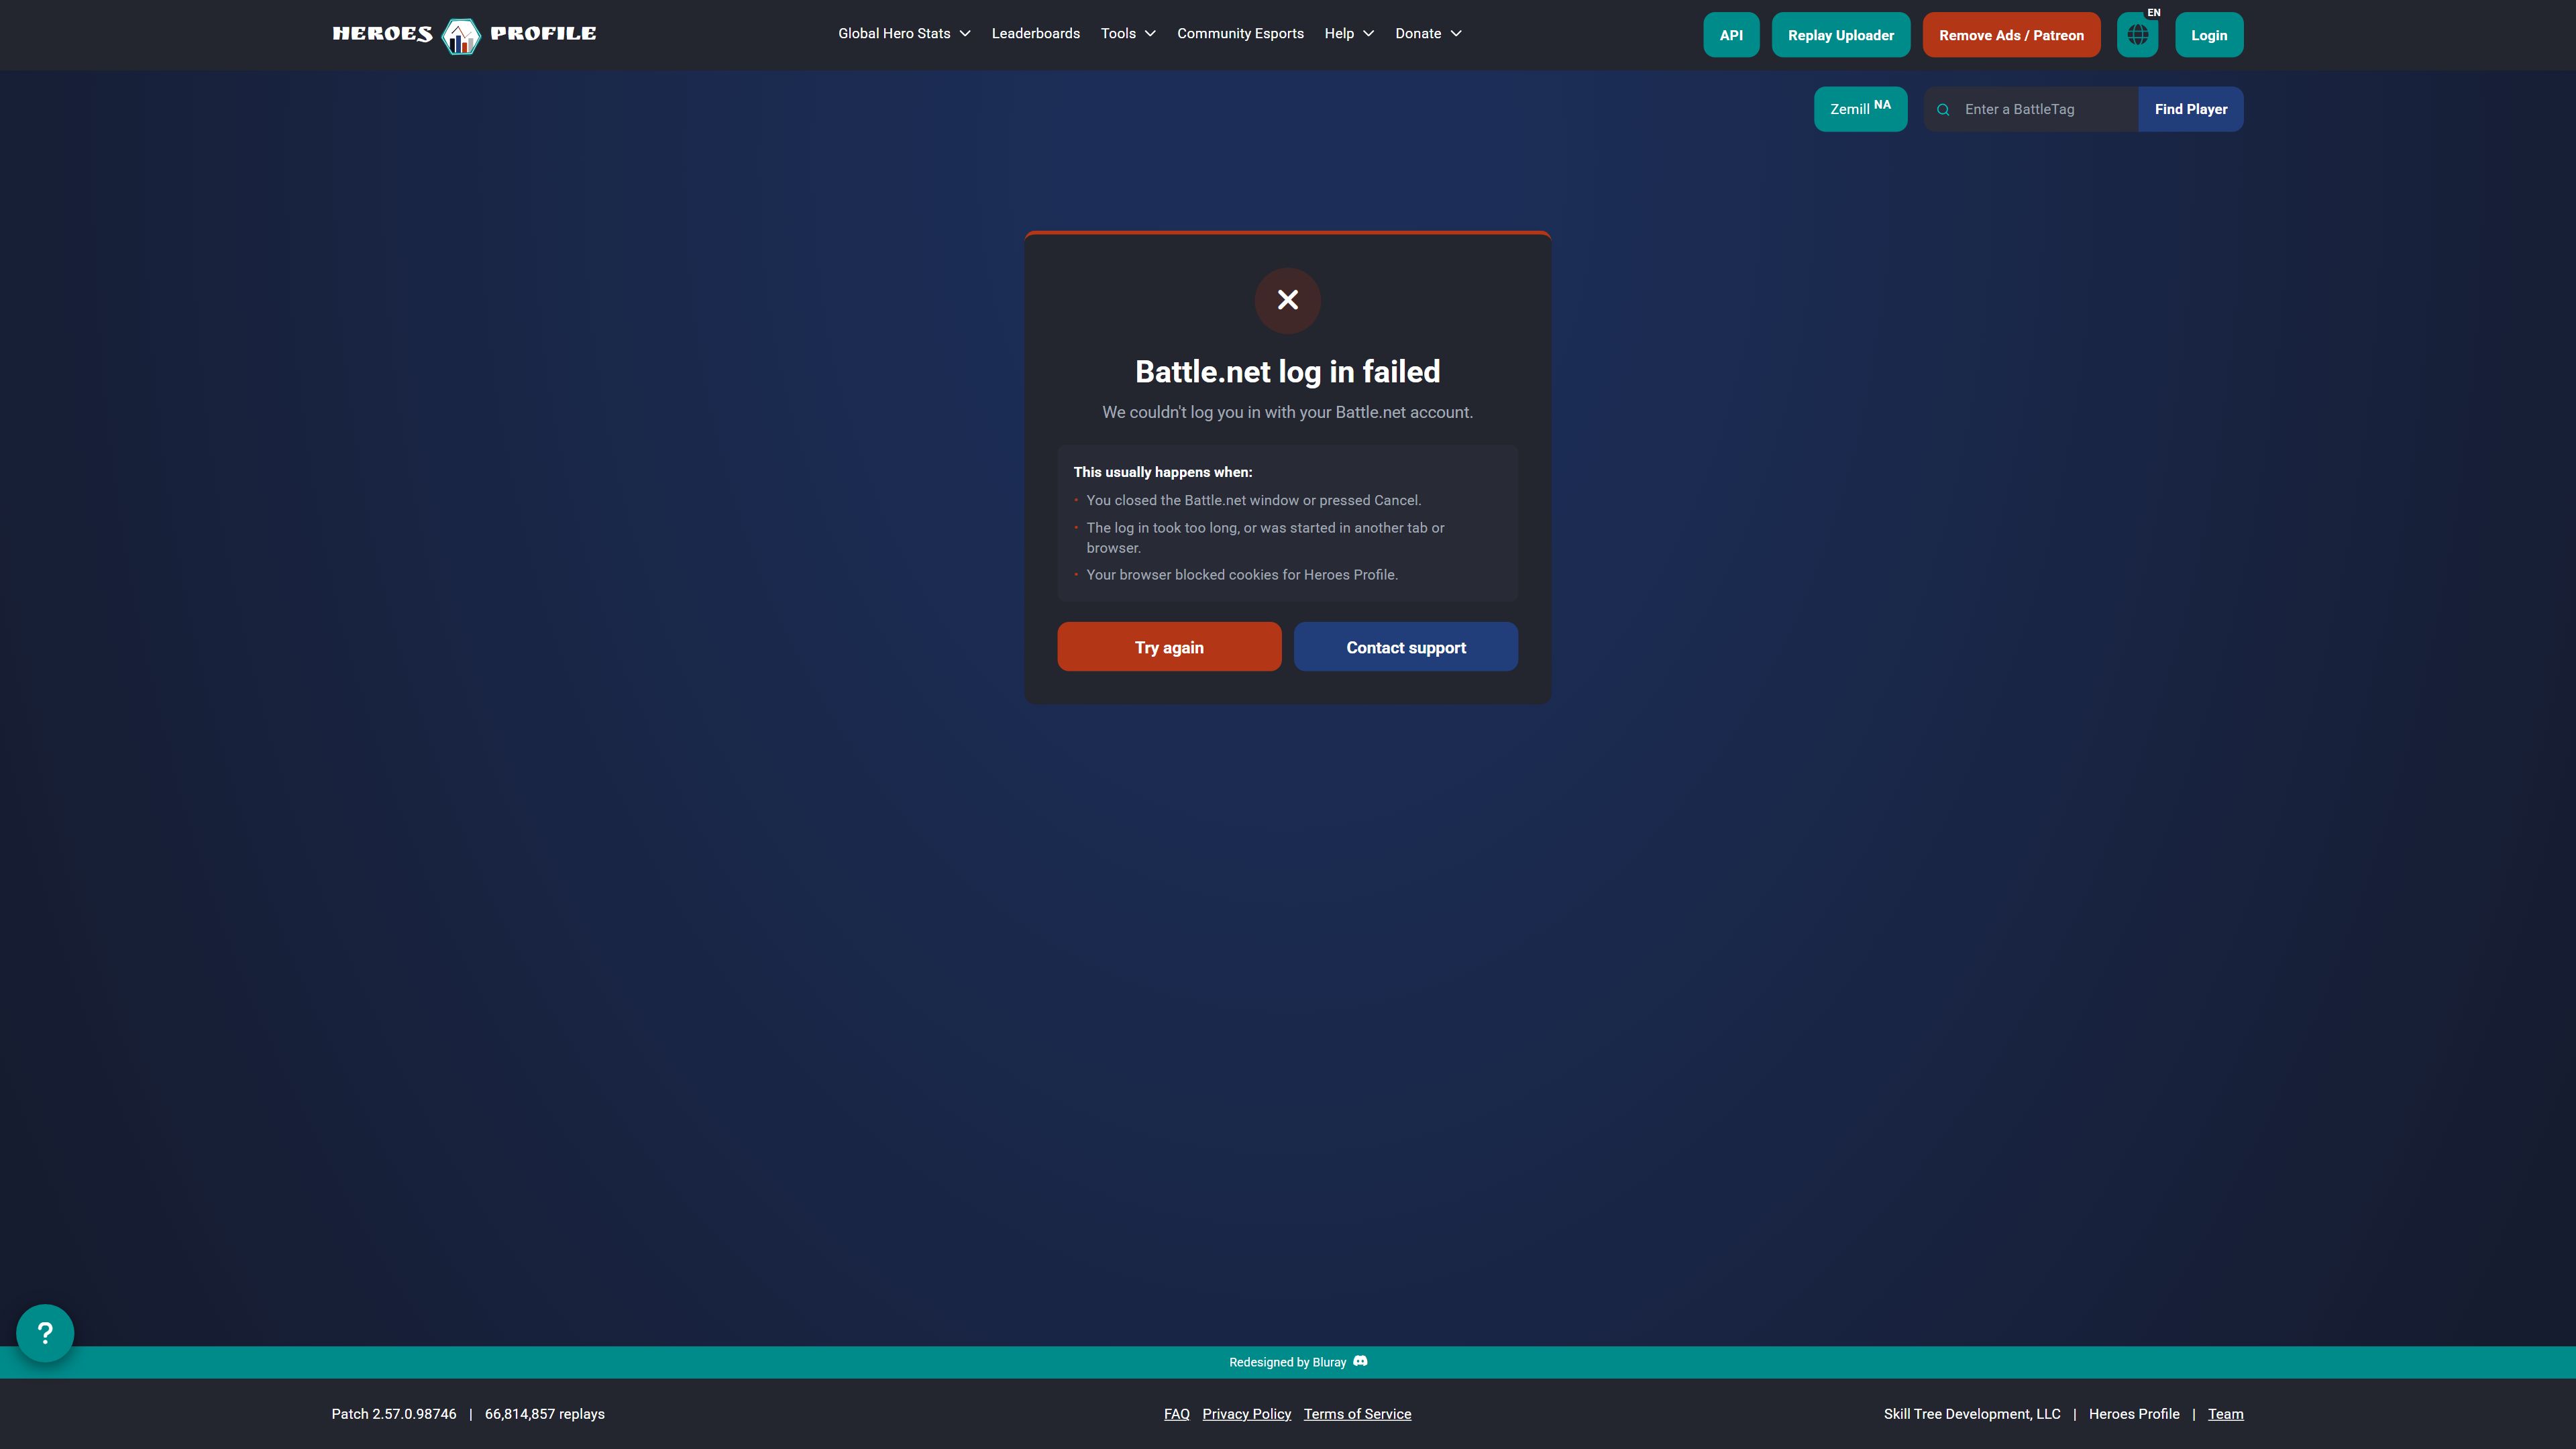 HEROES PROFILE
Global Hero Stats
Leaderboards
Tools
Community Esports
Help
Donate
API
Replay Uploader
Remove Ads / Patreon
EN
Login
Zemill NA
Enter a BattleTag
Find Player
Battle.net log in failed
We couldn't log you in with your Battle.net account.
This usually happens when:
• You closed the Battle.net window or pressed Cancel.
• The log in took too long, or was started in another tab or
browser.
• Your browser blocked cookies for Heroes Profile.
Try again
Contact support
?
Redesigned by Bluray
Patch 2.57.0.98746 | 66,814,857 replays
FAQ Privacy Policy Terms of Service
Skill Tree Development, LLC | Heroes Profile | Team